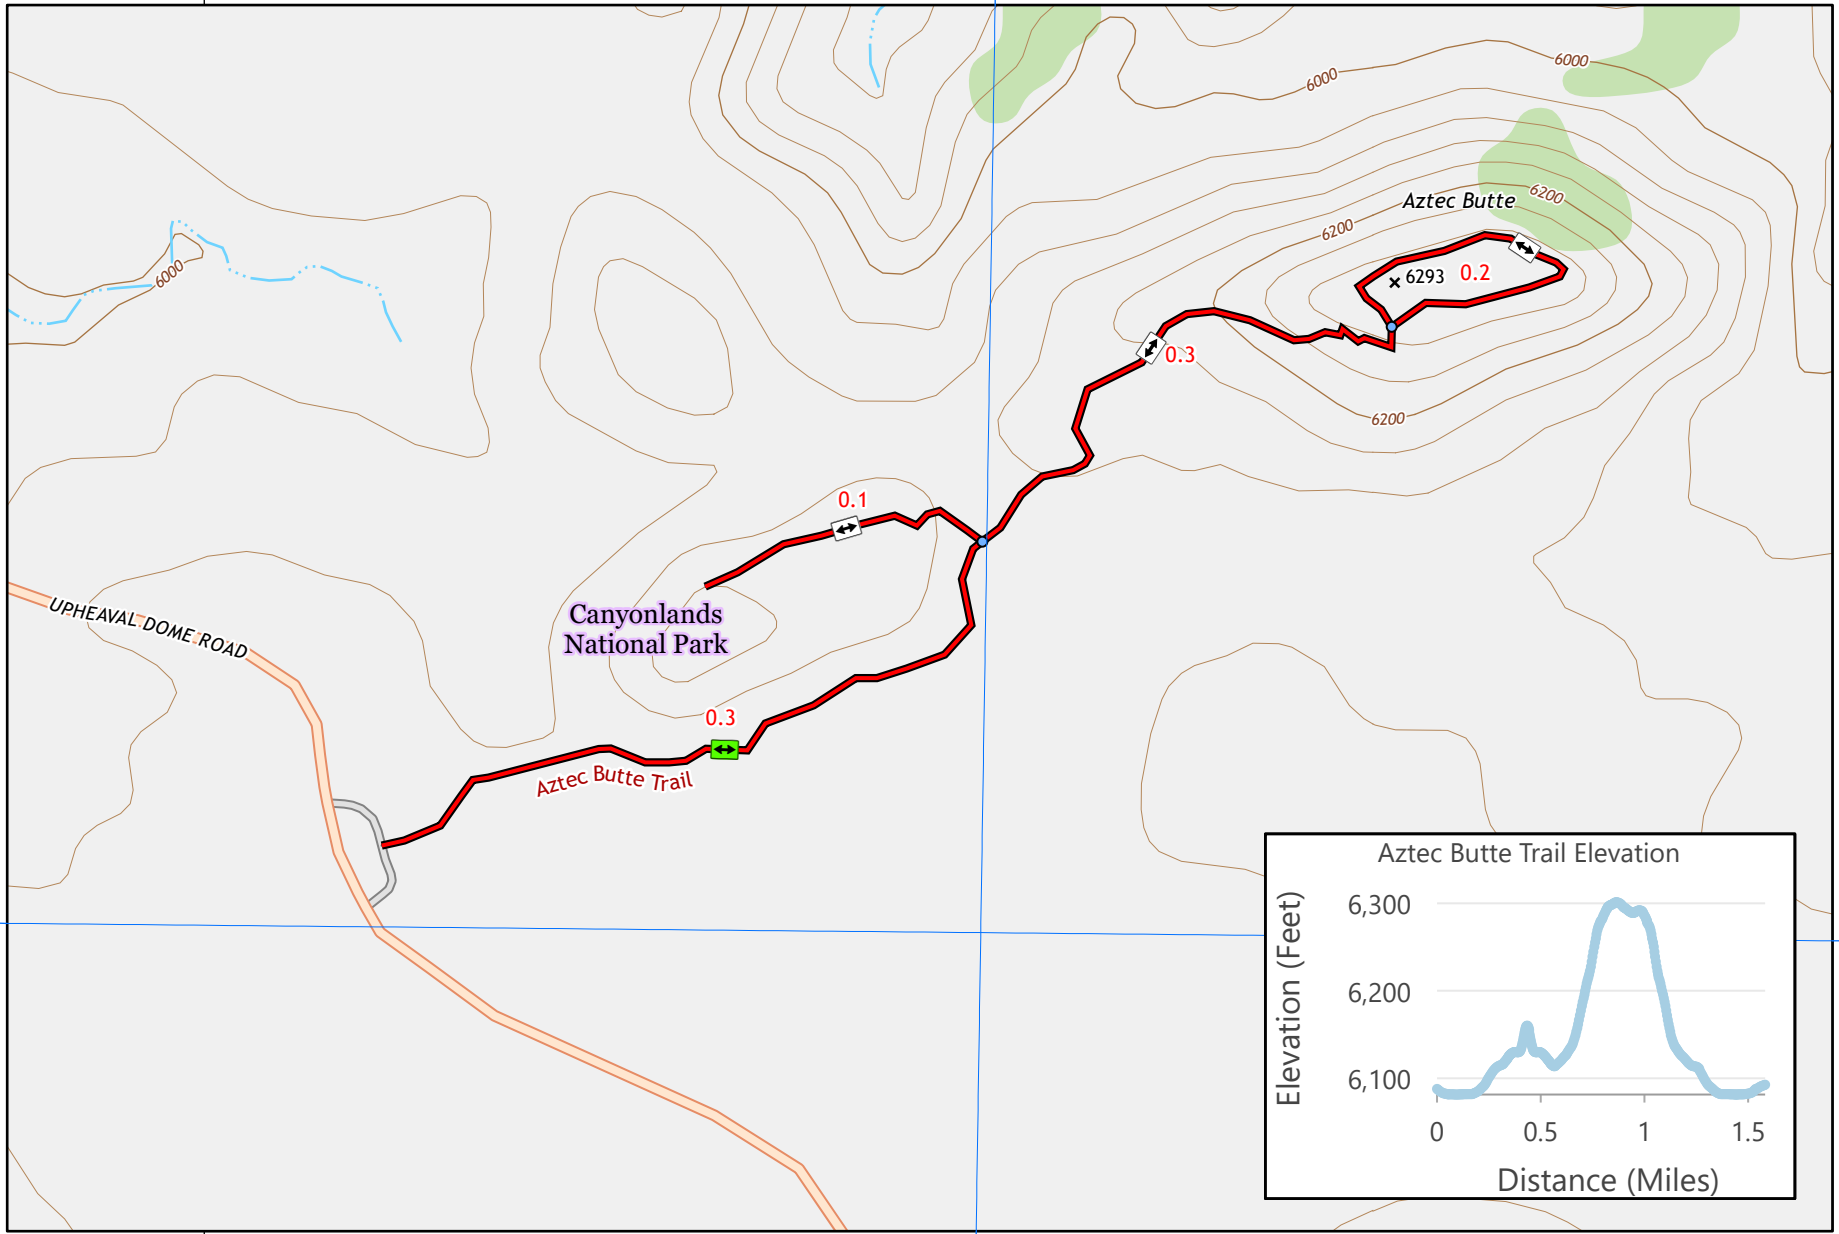 6000
6000
6200
Aztec Butte
6200
6000
6293
0.2
0.3
6200
0.1
UPHEAVAL DOME ROAD
Canyonlands
National Park
0.3
Aztec Butte Trail
Aztec Butte Trail Elevation
Elevation (Feet)
6,300
6,200
6,100
0 0.5 1 1.5
Distance (Miles)